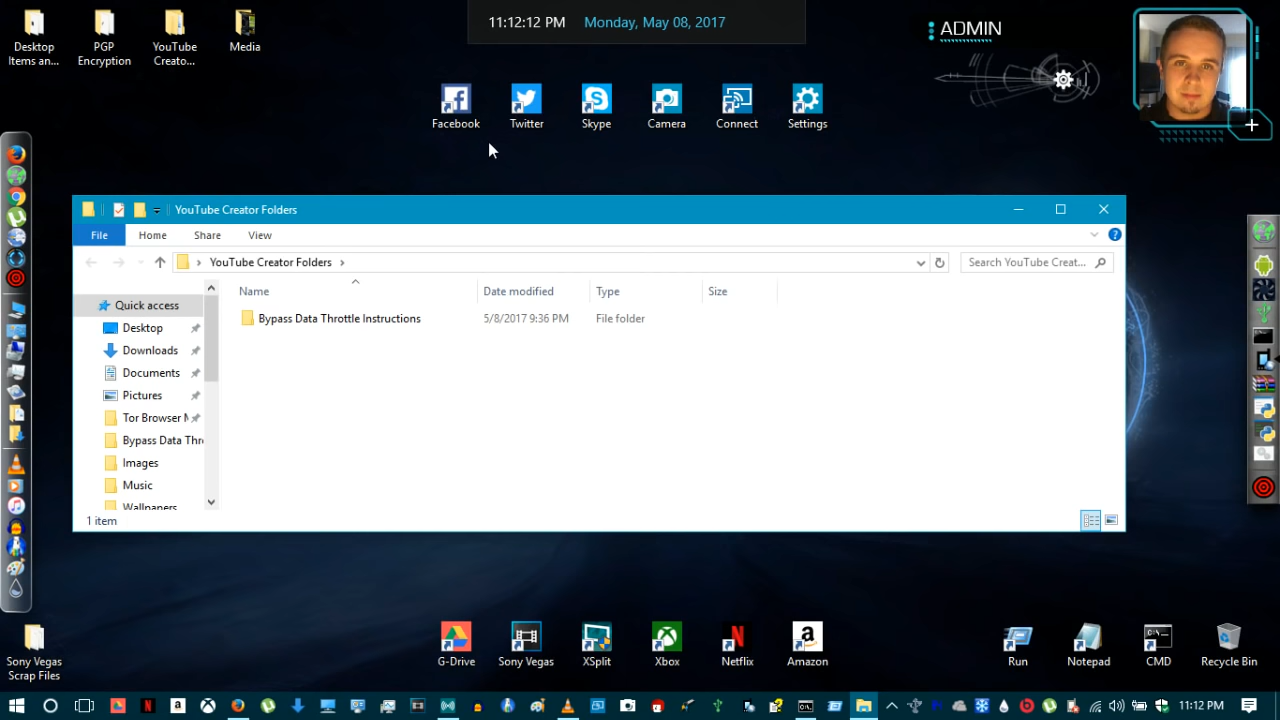 11:12:12 PM Monday, May 08, 2017
ADMIN
Desktop
Items an...
PGP
Encryption
YouTube
Creato...
Media
Facebook
Twitter
Skype
Camera
Connect
Settings
YouTube Creator Folders
File Home Share View
YouTube Creator Folders
Search YouTube Creat...
Name Date modified Type Size
Bypass Data Throttle Instructions 5/8/2017 9:36 PM File folder
Quick access
Desktop
Downloads
Documents
Pictures
Tor Browser M
Bypass Data Thro
Images
Music
Wallpapers
1 item
Sony Vegas
Scrap Files
G-Drive
Sony Vegas
XSplit
Xbox
Netflix
Amazon
Run
Notepad
CMD
Recycle Bin
11:12 PM